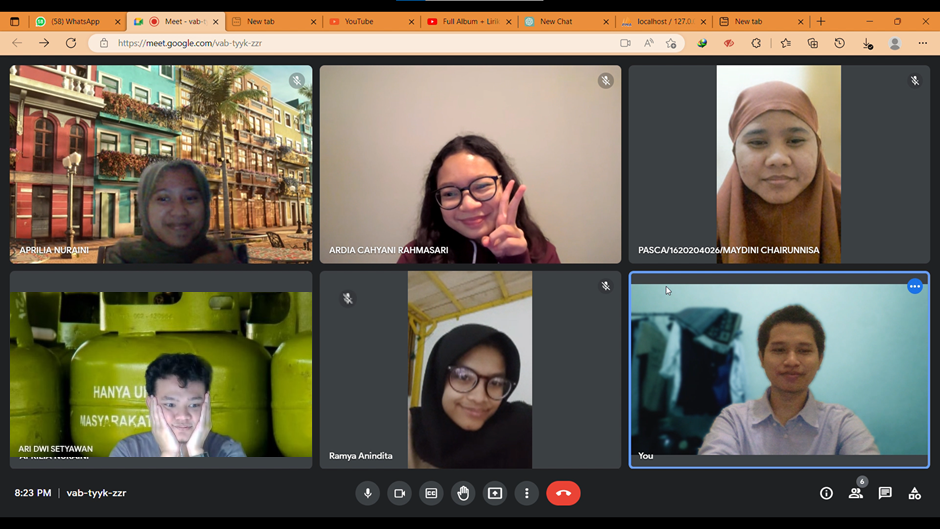 (58) WhatsApp
Meet - vab-t
New tab
YouTube
Full Album + Liri
New Chat
localhost / 127.0.
New tab
https://meet.google.com/vab-tyyk-zzr
APRILIA NURAINI
ARDIA CAHYANI RAHMASARI
PASCA/1620204026/MAYDINI CHAIRUNNISA
HANYA U
MASYARAKAT
ARI DWI SETYAWAN
APRILIA NURAINI
Ramya Anindita
You
8:23 PM | vab-tyyk-zzr
6